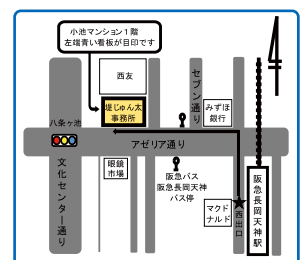 小池マンション1階
左端青い看板が目印です
西友
セブン通り
みずほ
銀行
堤じゅん太
事務所
八条ヶ池
アゼリア通り
文化センター通り
眼鏡
市場
阪急バス
阪急長岡天神
バス停
マクド
ナルド
西出口
阪急長岡天神駅